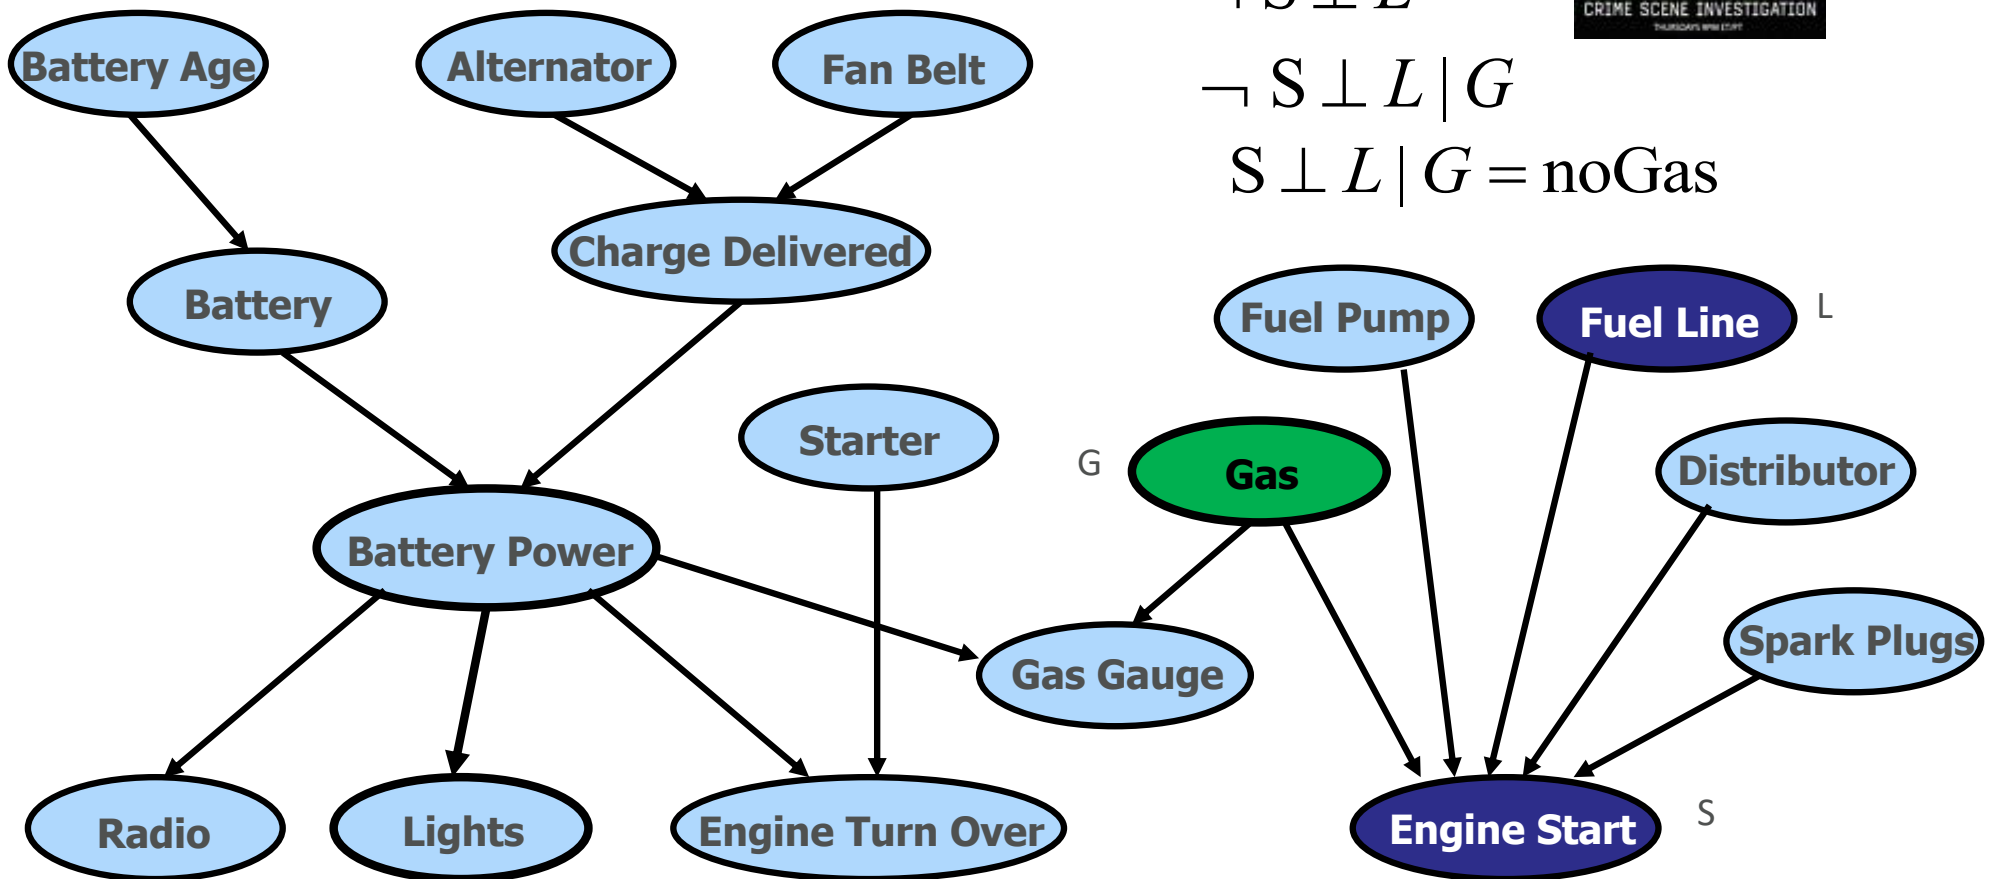 ¬ S ⊥ L
CRIME SCENE INVESTIGATION
¬ S ⊥ L | G
S ⊥ L | G = noGas
Battery Age
Alternator
Fan Belt
Charge Delivered
Battery
Fuel Pump
Fuel Line
L
Starter
G
Gas
Distributor
Battery Power
Spark Plugs
Gas Gauge
Radio
Lights
Engine Turn Over
Engine Start
S